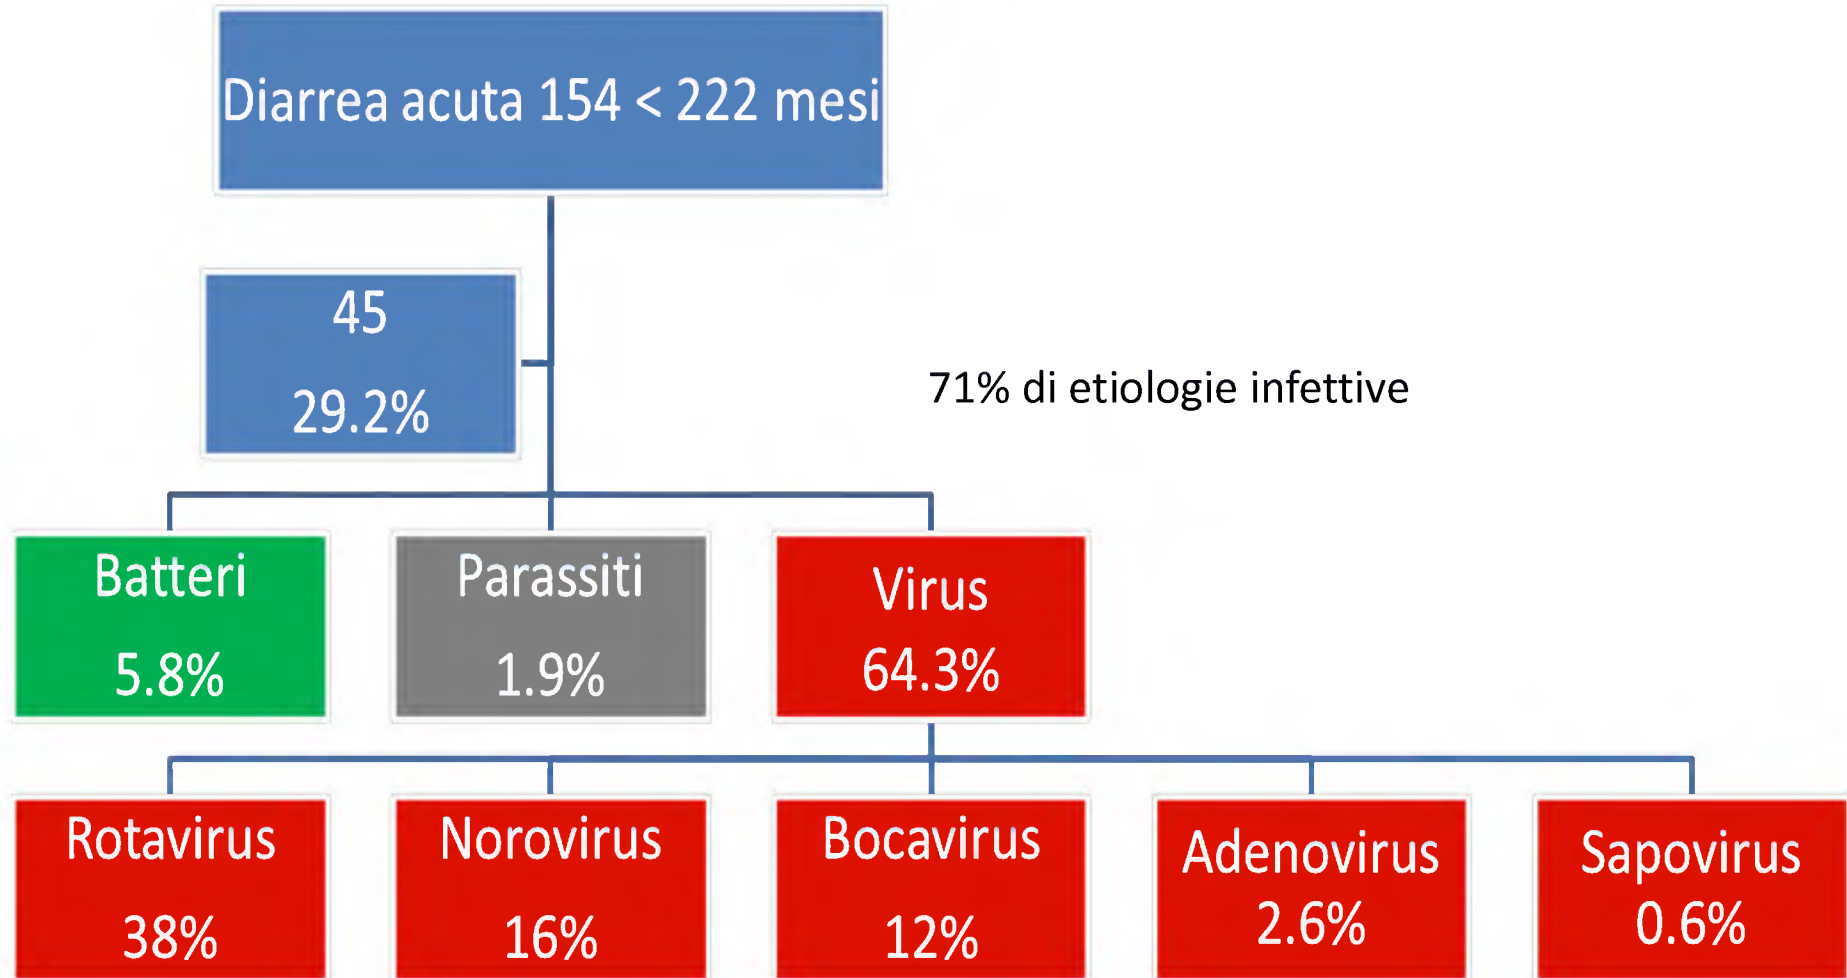 Diarrea acuta 154 < 222 mesi
45
29.2%
71% di etiologie infettive
Batteri
5.8%
Parassiti
1.9%
Virus
64.3%
Rotavirus
38%
Norovirus
16%
Bocavirus
12%
Adenovirus
2.6%
Sapovirus
0.6%